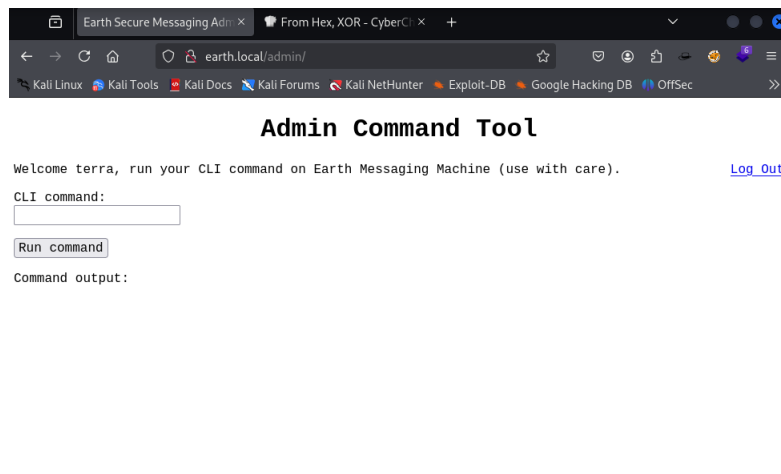 Earth Secure Messaging Adm
From Hex, XOR - CyberCh
earth.local/admin/
6
Kali Linux Kali Tools Kali Docs Kali Forums Kali NetHunter Exploit-DB Google Hacking DB OffSec
Admin Command Tool
Welcome terra, run your CLI command on Earth Messaging Machine (use with care). Log Out
CLI command:
Run command
Command output: